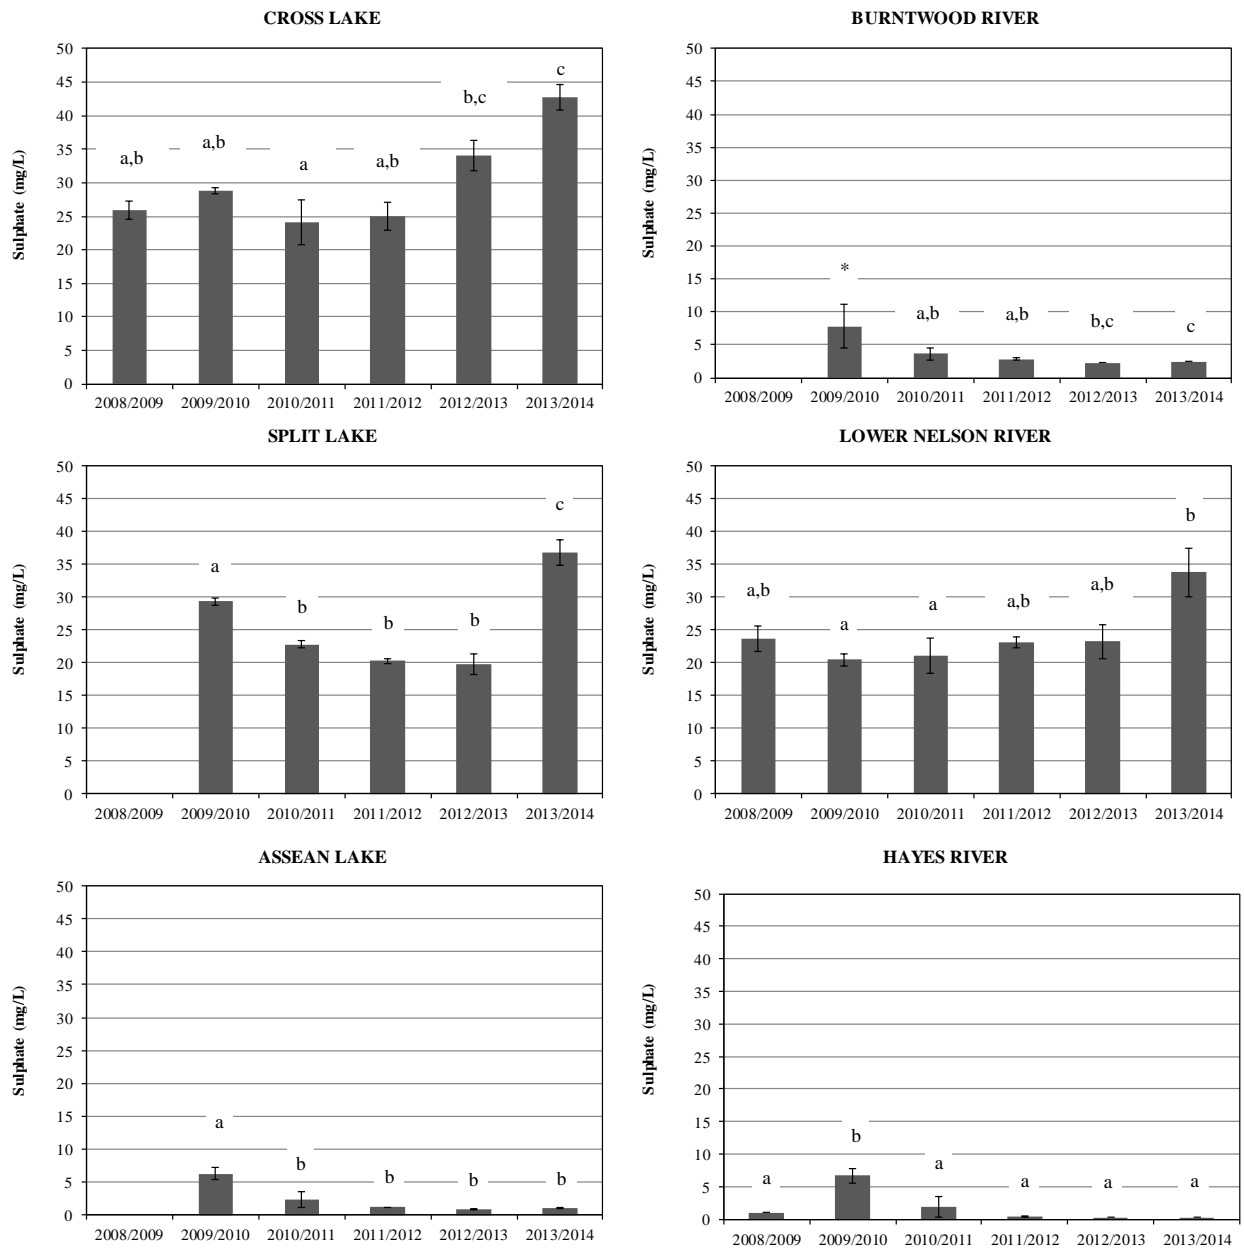 CROSS LAKE
Sulphate (mg/L)
50
45
40
35
30
25
20
15
10
5
0
a,b
a,b
a
a,b
b,c
c
2008/2009 2009/2010 2010/2011 2011/2012 2012/2013 2013/2014
BURNTWOOD RIVER
Sulphate (mg/L)
50
45
40
35
30
25
20
15
10
5
0
*
a,b
a,b
b,c
c
2008/2009 2009/2010 2010/2011 2011/2012 2012/2013 2013/2014
SPLIT LAKE
Sulphate (mg/L)
50
45
40
35
30
25
20
15
10
5
0
a
b
b
b
c
2008/2009 2009/2010 2010/2011 2011/2012 2012/2013 2013/2014
LOWER NELSON RIVER
Sulphate (mg/L)
50
45
40
35
30
25
20
15
10
5
0
a,b
a
a
a,b
a,b
b
2008/2009 2009/2010 2010/2011 2011/2012 2012/2013 2013/2014
ASSEAN LAKE
Sulphate (mg/L)
50
45
40
35
30
25
20
15
10
5
0
a
b
b
b
b
2008/2009 2009/2010 2010/2011 2011/2012 2012/2013 2013/2014
HAYES RIVER
Sulphate (mg/L)
50
45
40
35
30
25
20
15
10
5
0
a
b
a
a
a
a
2008/2009 2009/2010 2010/2011 2011/2012 2012/2013 2013/2014